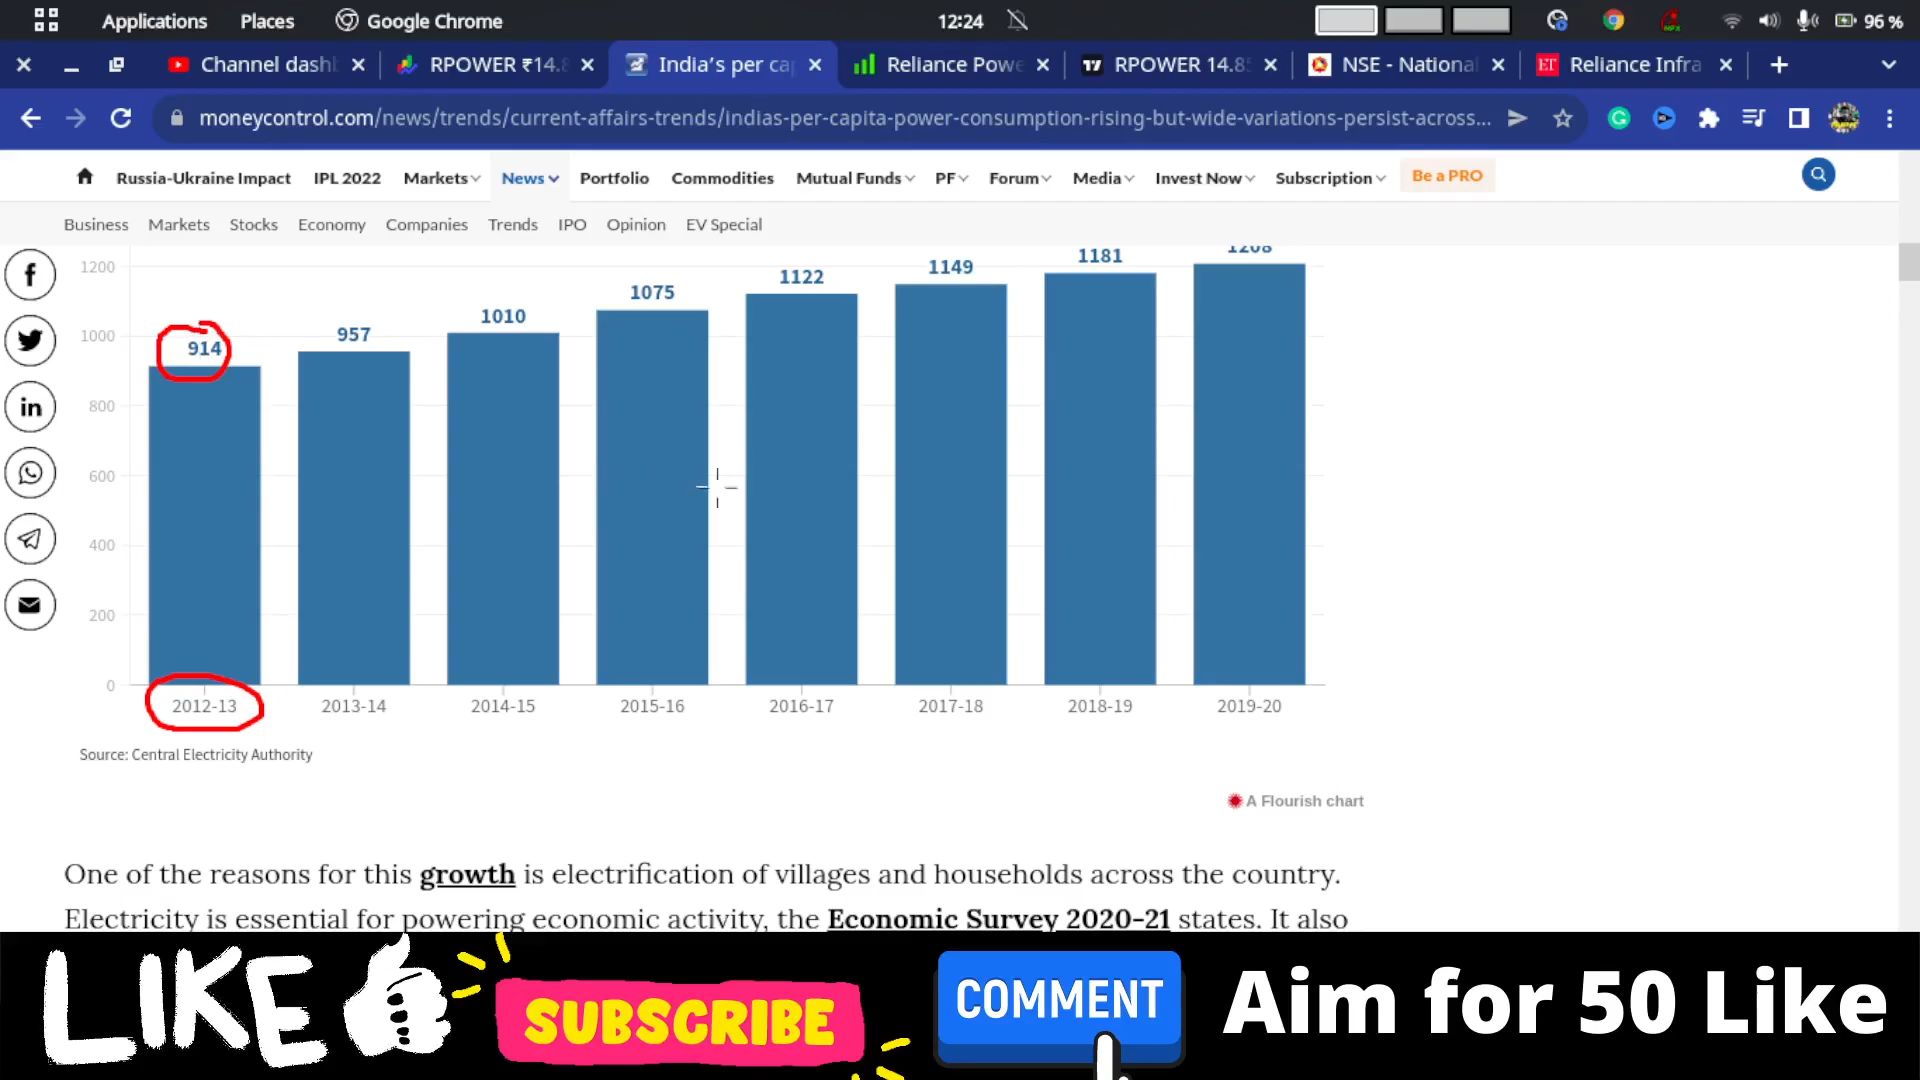 Applications Places Google Chrome 12:24 96 %
Channel dash RPOWER ₹14.8 India's per ca Reliance Powe RPOWER 14.8 NSE - National Reliance Infra
moneycontrol.com/news/trends/current-affairs-trends/indias-per-capita-power-consumption-rising-but-wide-variations-persist-across...
Russia-Ukraine Impact IPL 2022 Markets News Portfolio Commodities Mutual Funds PF Forum Media Invest Now Subscription Be a PRO
Business Markets Stocks Economy Companies Trends IPO Opinion EV Special
1200 914 957 1010 1075 1122 1149 1181 1208
1000
800
600
400
200
0
2012-13 2013-14 2014-15 2015-16 2016-17 2017-18 2018-19 2019-20
Source: Central Electricity Authority
A Flourish chart
One of the reasons for this growth is electrification of villages and households across the country.
Electricity is essential for powering economic activity, the Economic Survey 2020-21 states. It also
LIKE SUBSCRIBE COMMENT Aim for 50 Like